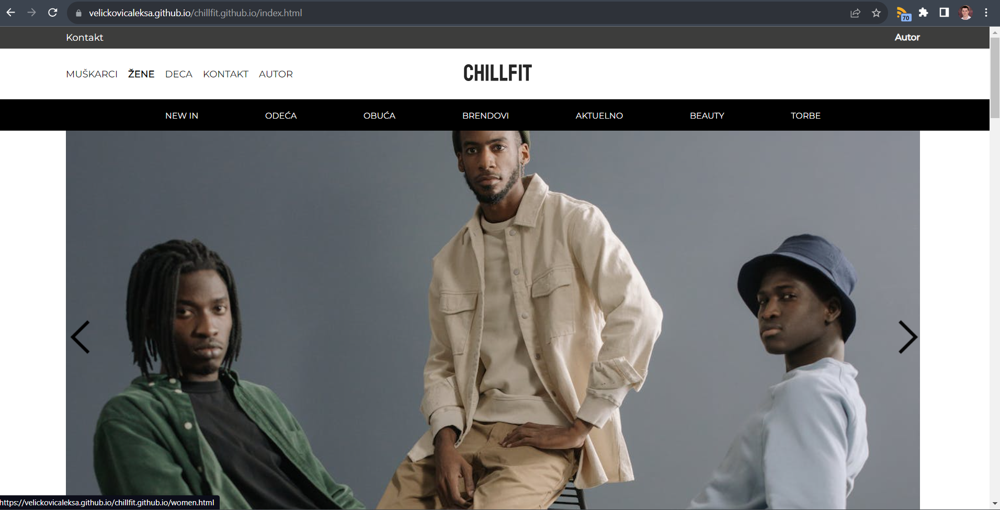 velickovicaleksa.github.io/chillfit.github.io/index.html
70
Kontakt
Autor
MUŠKARCI ŽENE DECA KONTAKT AUTOR
CHILLFIT
NEW IN ODEĆA OBUĆA BRENDOVI AKTUELNO BEAUTY TORBE
https://velickovicaleksa.github.io/chillfit.github.io/women.html